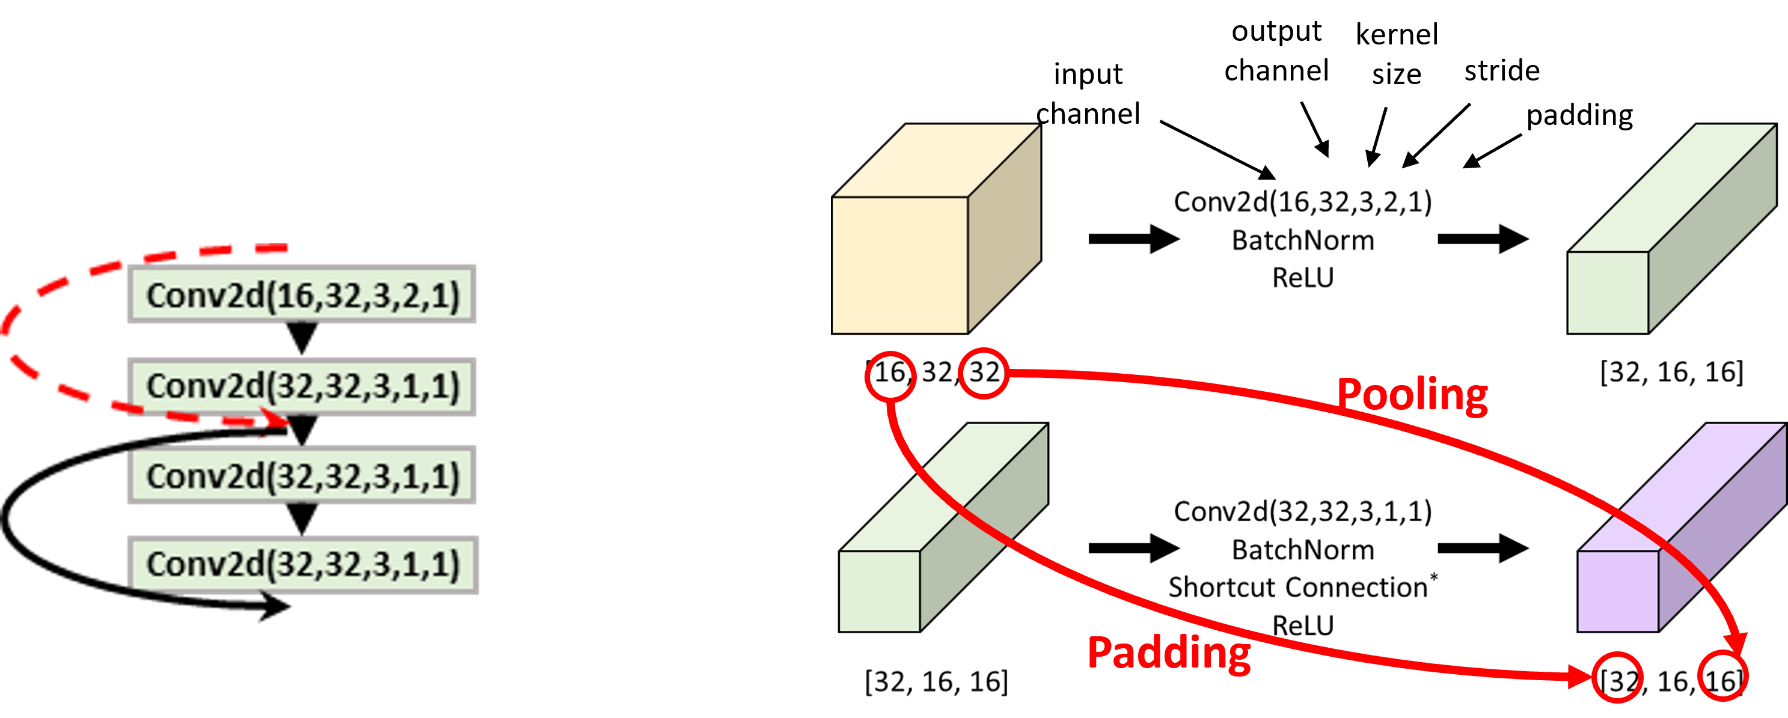 Conv2d(16,32,3,2,1)
Conv2d(32,32,3,1,1)
Conv2d(32,32,3,1,1)
Conv2d(32,32,3,1,1)
input
channel
output
channel
kernel
size
stride
padding
Conv2d(16,32,3,2,1)
BatchNorm
ReLU
[16, 32, 32
[32, 16, 16]
Pooling
Conv2d(32,32,3,1,1)
BatchNorm
Shortcut Connection*
ReLU
Padding
[32, 16, 16]
[32, 16, 16]